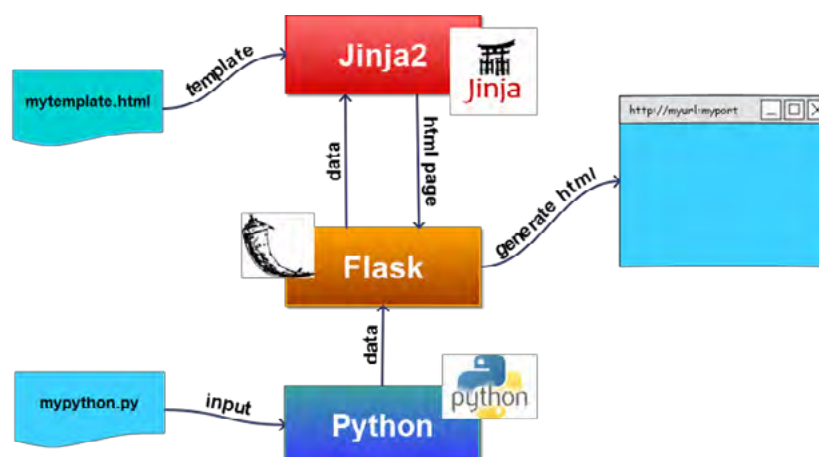 Jinja2
Jinja
template
mytemplate.html
http://myurl:myport
data
html page
generate html
Flask
data
python
mypython.py
input
Python